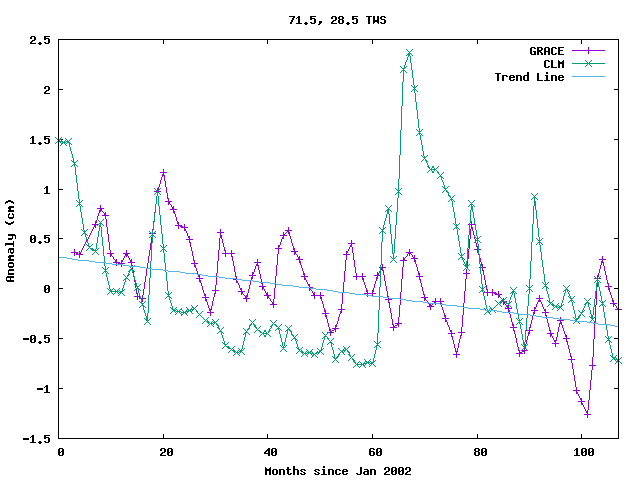 71.5, 28.5 TWS
GRACE
CLM
Trend Line
2.5
2
1.5
1
0.5
0
-0.5
-1
-1.5
Anomaly (cm)
0 20 40 60 80 100
Months since Jan 2002